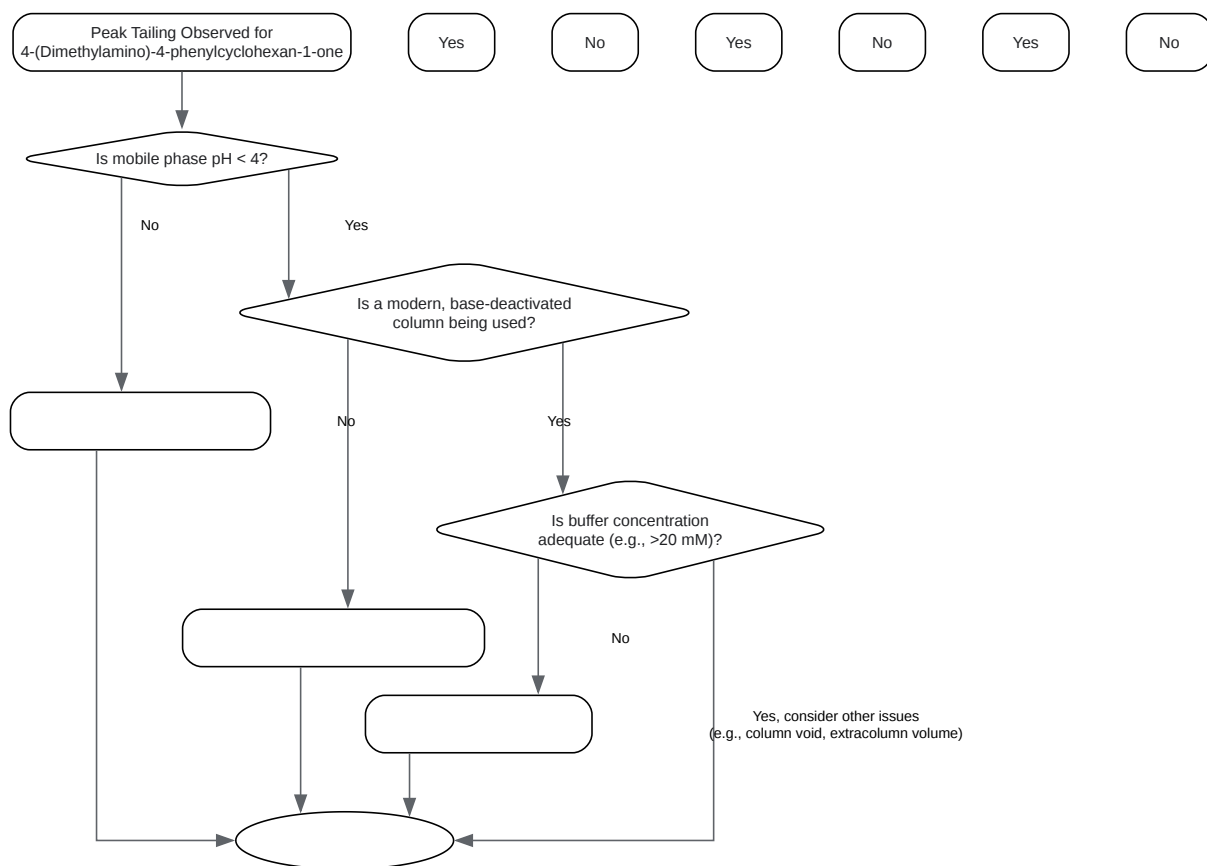 Peak Tailing Observed for
4-(Dimethylamino)-4-phenylcyclohexan-1-one
Yes
No
Yes
No
Yes
No
Is mobile phase pH < 4?
No
Yes
Is a modern, base-deactivated
column being used?
No
Yes
Is buffer concentration
adequate (e.g., >20 mM)?
No
Yes, consider other issues
(e.g., column void, extracolumn volume)